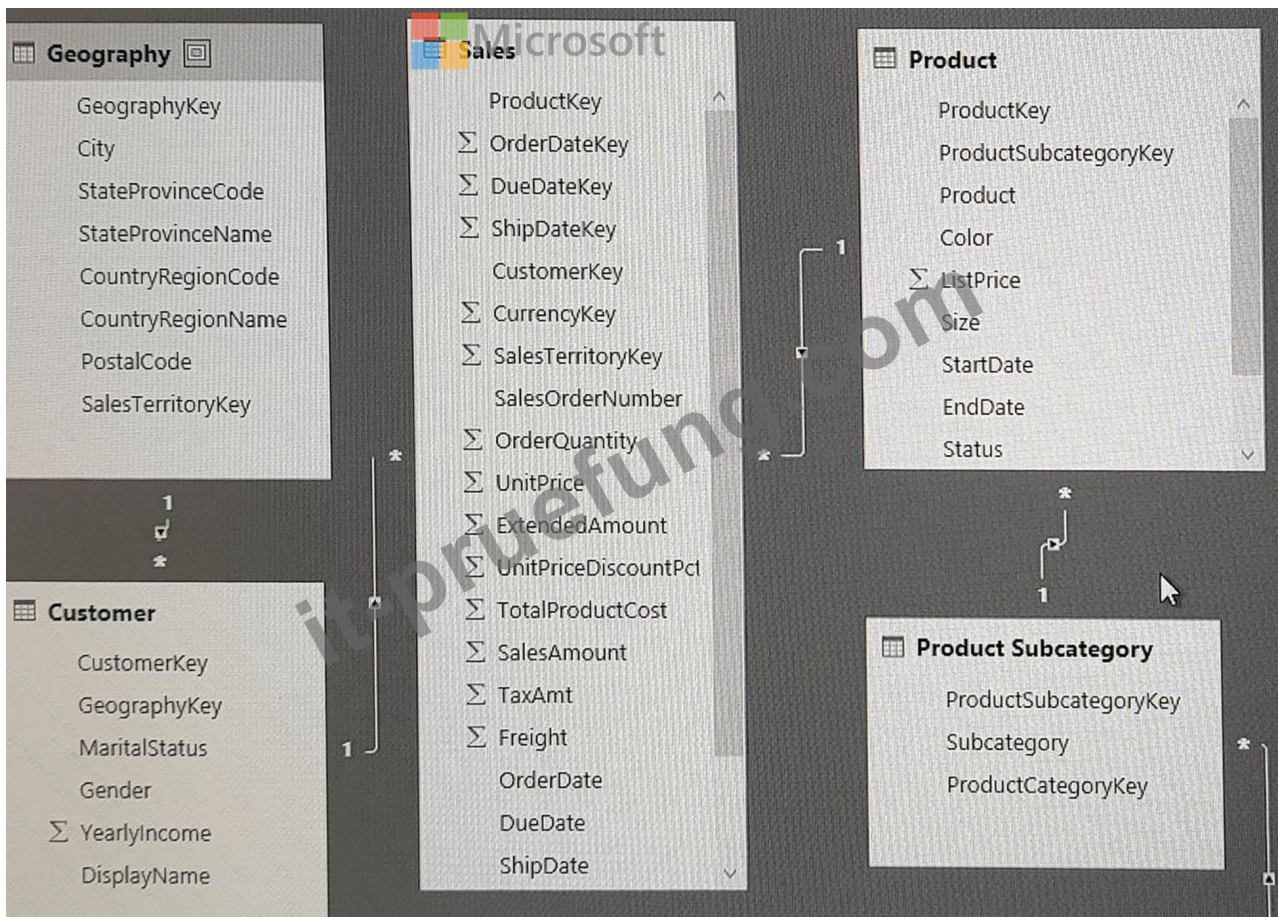 Geography
GeographyKey
City
StateProvinceCode
StateProvinceName
CountryRegionCode
CountryRegionName
PostalCode
SalesTerritoryKey
1
*
Customer
CustomerKey
GeographyKey
MaritalStatus
Gender
Σ YearlyIncome
DisplayName
*
1
Microsoft
Sales
ProductKey
Σ OrderDateKey
Σ DueDateKey
Σ ShipDateKey
CustomerKey
Σ CurrencyKey
Σ SalesTerritoryKey
SalesOrderNumber
Σ OrderQuantity
Σ UnitPrice
Σ ExtendedAmount
Σ UnitPriceDiscountPct
Σ TotalProductCost
Σ SalesAmount
Σ TaxAmt
Σ Freight
OrderDate
DueDate
ShipDate
1
*
Product
ProductKey
ProductSubcategoryKey
Product
Color
Σ ListPrice
Size
StartDate
EndDate
Status
*
1
Product Subcategory
ProductSubcategoryKey
Subcategory
ProductCategoryKey
*
it-pruefung.com